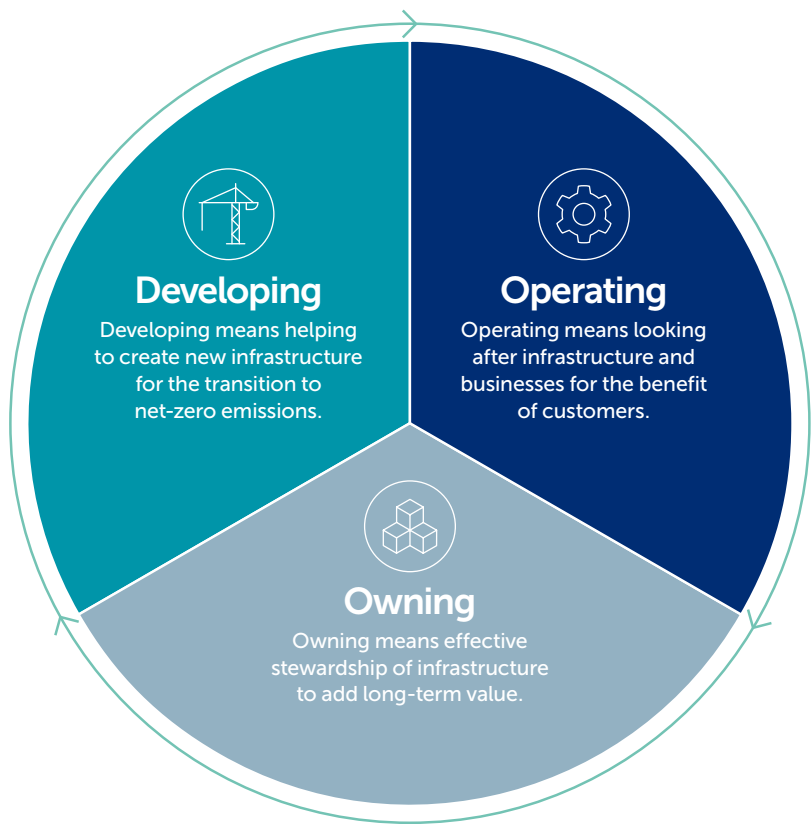 Developing
Developing means helping
to create new infrastructure
for the transition to
net-zero emissions.
Operating
Operating means looking
after infrastructure and
businesses for the benefit
of customers.
Owning
Owning means effective
stewardship of infrastructure
to add long-term value.